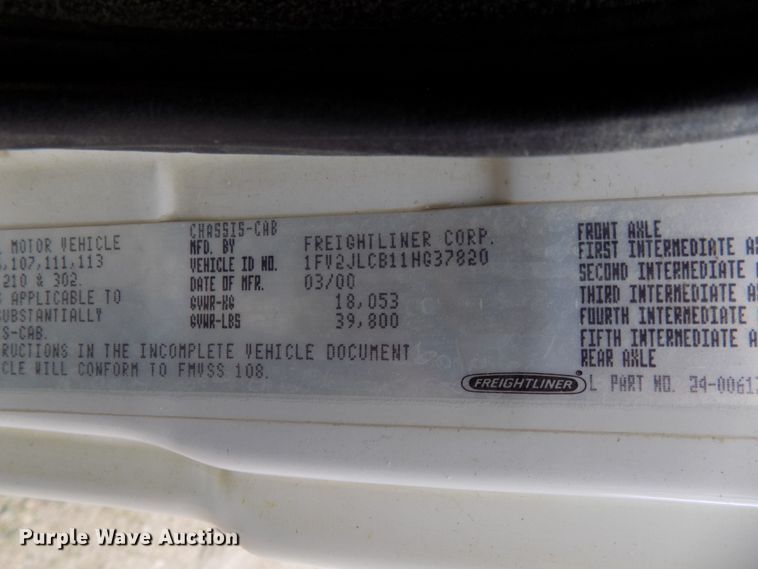 MOTOR VEHICLE
,107,111,113
210 & 302.
APPLICABLE TO
SUBSTANTIALLY
S-CAB.
RUCTIONS IN THE INCOMPLETE VEHICLE DOCUMENT
CLE WILL CONFORM TO FMVSS 108.
CHASSIS-CAB
MFD. BY FREIGHTLINER CORP.
VEHICLE ID NO. 1FV2JLCB11HG37820
DATE OF MFR. 03/00
GVWR-KG 18,053
GVWR-LBS 39,800
FRONT AXLE
FIRST INTERMEDIATE A
SECOND INTERMEDIATE
THIRD INTERMEDIATE A
FOURTH INTERMEDIATE
FIFTH INTERMEDIATE A
REAR AXLE
FREIGHTLINER
L PART NO. 24-0061
Purple Wave Auction